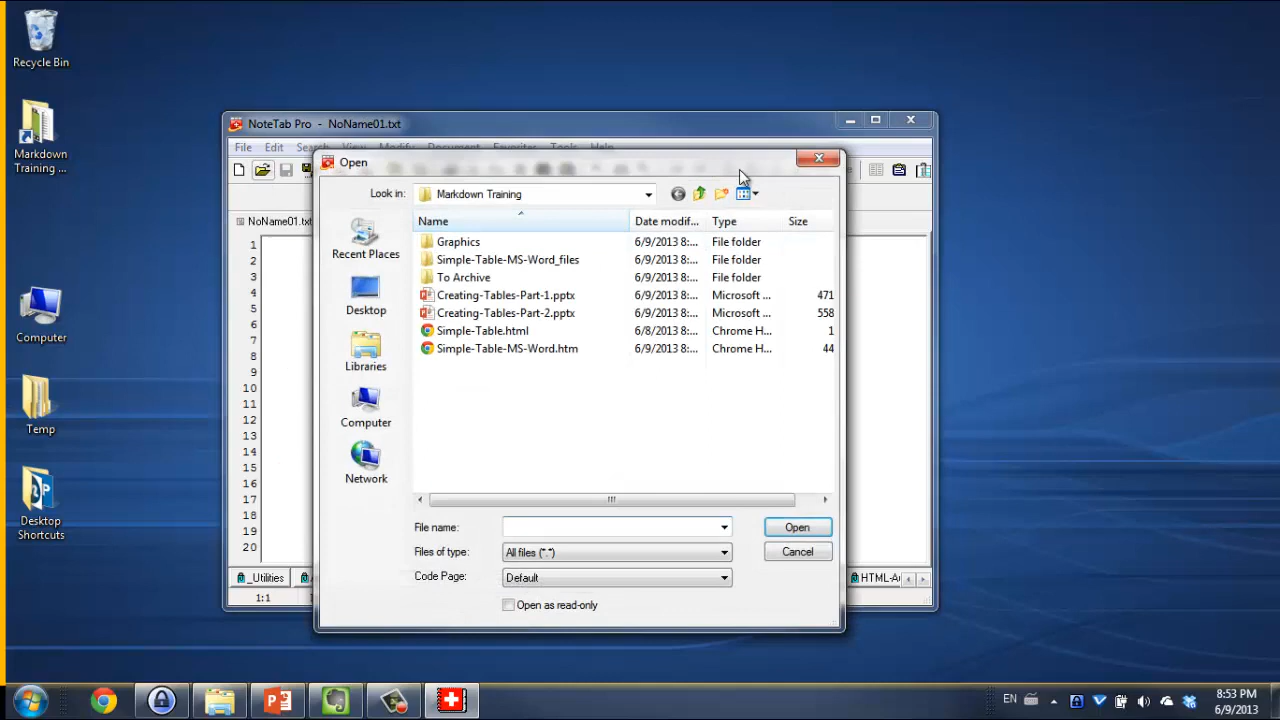 Recycle Bin
Markdown
Training ...
Computer
Temp
Desktop
Shortcuts
NoteTab Pro - NoName01.txt
File Edit Search View Modify Document Favorites Tools Help
NoName01.txt
1
2
3
4
5
6
7
8
9
10
11
12
13
14
15
16
17
18
19
20
_Utilities
HTML-A
1:1
Open
Look in:
Markdown Training
Recent Places
Desktop
Libraries
Computer
Network
Name Date modif... Type Size
Graphics 6/9/2013 8:... File folder
Simple-Table-MS-Word_files 6/9/2013 8:... File folder
To Archive 6/9/2013 8:... File folder
Creating-Tables-Part-1.pptx 6/9/2013 8:... Microsoft ... 471
Creating-Tables-Part-2.pptx 6/9/2013 8:... Microsoft ... 558
Simple-Table.html 6/8/2013 8:... Chrome H... 1
Simple-Table-MS-Word.htm 6/9/2013 8:... Chrome H... 44
File name:
Open
Files of type: All files (*.*)
Cancel
Code Page: Default
Open as read-only
EN
8:53 PM
6/9/2013